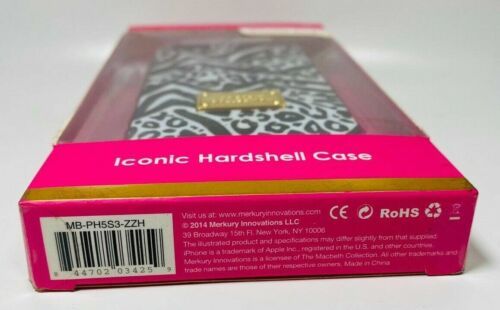 Iconic Hardshell Case
MB-PH5S3-ZZH
8 44702 03425 9
www.merkuryinnovations.com
© 2014 Merkury Innovations LLC
39 Broadway 15th Fl. New York, NY 10006
The illustrated product and specifications may differ slightly from that supplied.
iPhone is a trademark of Apple Inc., registered in the U.S. and other countries.
Merkury Innovations is a licensee of The Macbeth Collection. All other trademarks and
trade names are those of their respective owners. Made in China
CE RoHS